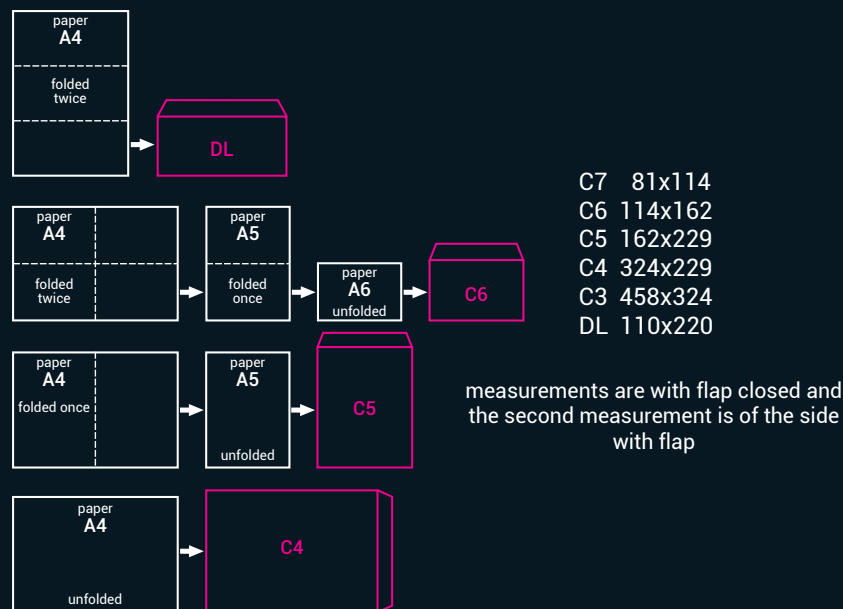 paper
A4
folded
twice
DL
paper
A4
folded
twice
paper
A5
folded
once
paper
A6
unfolded
C6
paper
A4
folded once
paper
A5
unfolded
C5
paper
A4
unfolded
C4
C7 81x114
C6 114x162
C5 162x229
C4 324x229
C3 458x324
DL 110x220
measurements are with flap closed and
the second measurement is of the side
with flap